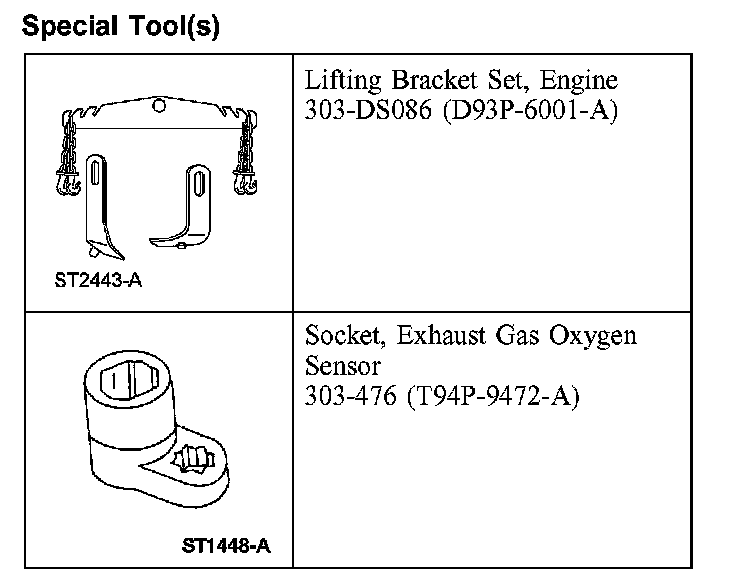 Special Tool(s)
Lifting Bracket Set, Engine
303-DS086 (D93P-6001-A)
ST2443-A
Socket, Exhaust Gas Oxygen
Sensor
303-476 (T94P-9472-A)
ST1448-A